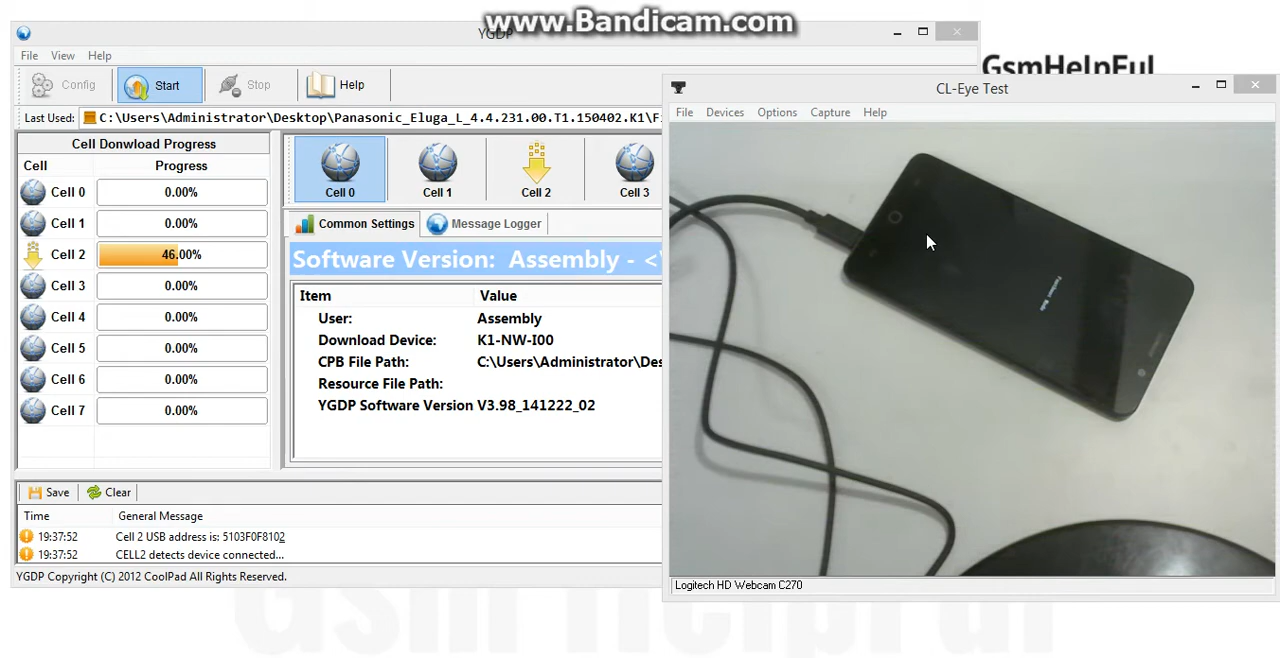 www.Bandicam.com
YGDP
File View Help
Config Start Stop Help
Last Used: C:\Users\Administrator\Desktop\Panasonic_Eluga_L_4.4.231.00.T1.150402.K1\Fi
Cell Donwload Progress
Cell Progress
Cell 0 0.00%
Cell 1 0.00%
Cell 2 46.00%
Cell 3 0.00%
Cell 4 0.00%
Cell 5 0.00%
Cell 6 0.00%
Cell 7 0.00%
Cell 0 Cell 1 Cell 2 Cell 3
Common Settings Message Logger
Software Version: Assembly - <
Item Value
User: Assembly
Download Device: K1-NW-I00
CPB File Path: C:\Users\Administrator\Des
Resource File Path:
YGDP Software Version V3.98_141222_02
Save Clear
Time General Message
19:37:52 Cell 2 USB address is: 5103F0F8102
19:37:52 CELL2 detects device connected...
YGDP Copyright (C) 2012 CoolPad All Rights Reserved.
GsmHelpFul
CL-Eye Test
File Devices Options Capture Help
Logitech HD Webcam C270
Gsm HelpFul